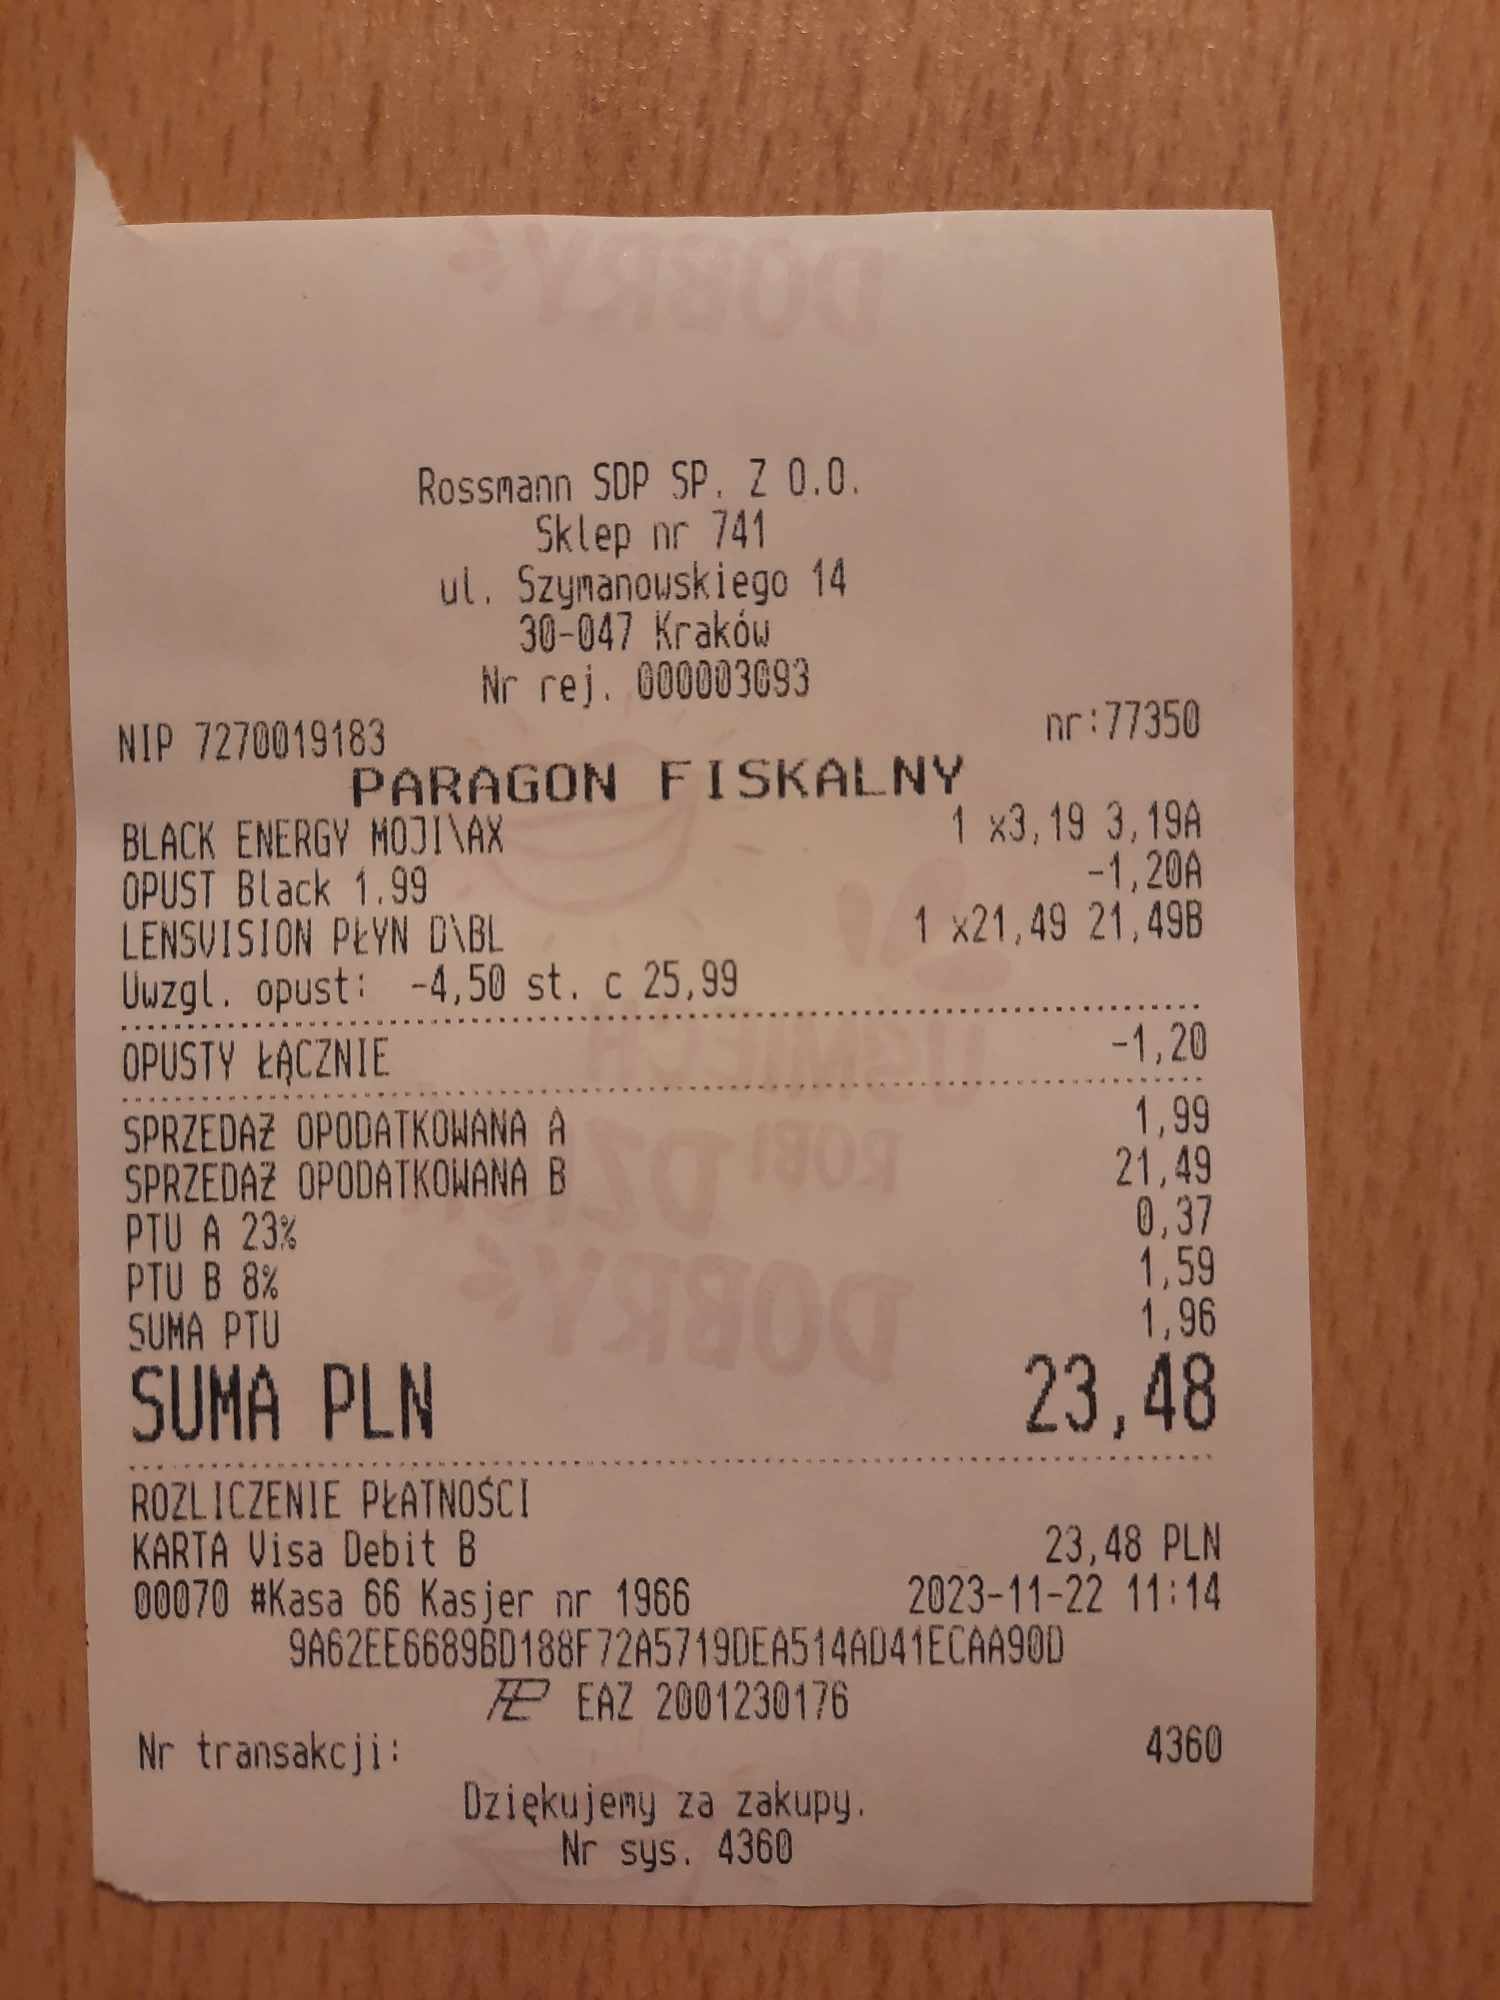 DOBRY
Rossmann SDP SP. Z O.O.
Sklep nr 741
ul. Szymanowskiego 14
30-047 Kraków
Nr rej. 000003093
NIP 7270019183 nr:77350
PARAGON FISKALNY
BLACK ENERGY MOJI\AX 1 x3,19 3,19A
OPUST Black 1.99 -1,20A
LENSVISION PŁYN D\BL 1 x21,49 21,49B
Uwzgl. opust: -4,50 st. c 25,99
OPUSTY ŁĄCZNIE -1,20
UŚMIECH
SPRZEDAŻ OPODATKOWANA A 1,99
ROBI DZIEŃ
SPRZEDAŻ OPODATKOWANA B 21,49
PTU A 23% 0,37
DOBRY
PTU B 8% 1,59
SUMA PTU 1,96
SUMA PLN 23,48
ROZLICZENIE PŁATNOŚCI
KARTA Visa Debit B 23,48 PLN
00070 #Kasa 66 Kasjer nr 1966 2023-11-22 11:14
9A62EE6689BD188F72A5719DEA514AD41ECAA90D
EAZ 2001230176
Nr transakcji: 4360
Dziękujemy za zakupy.
Nr sys. 4360